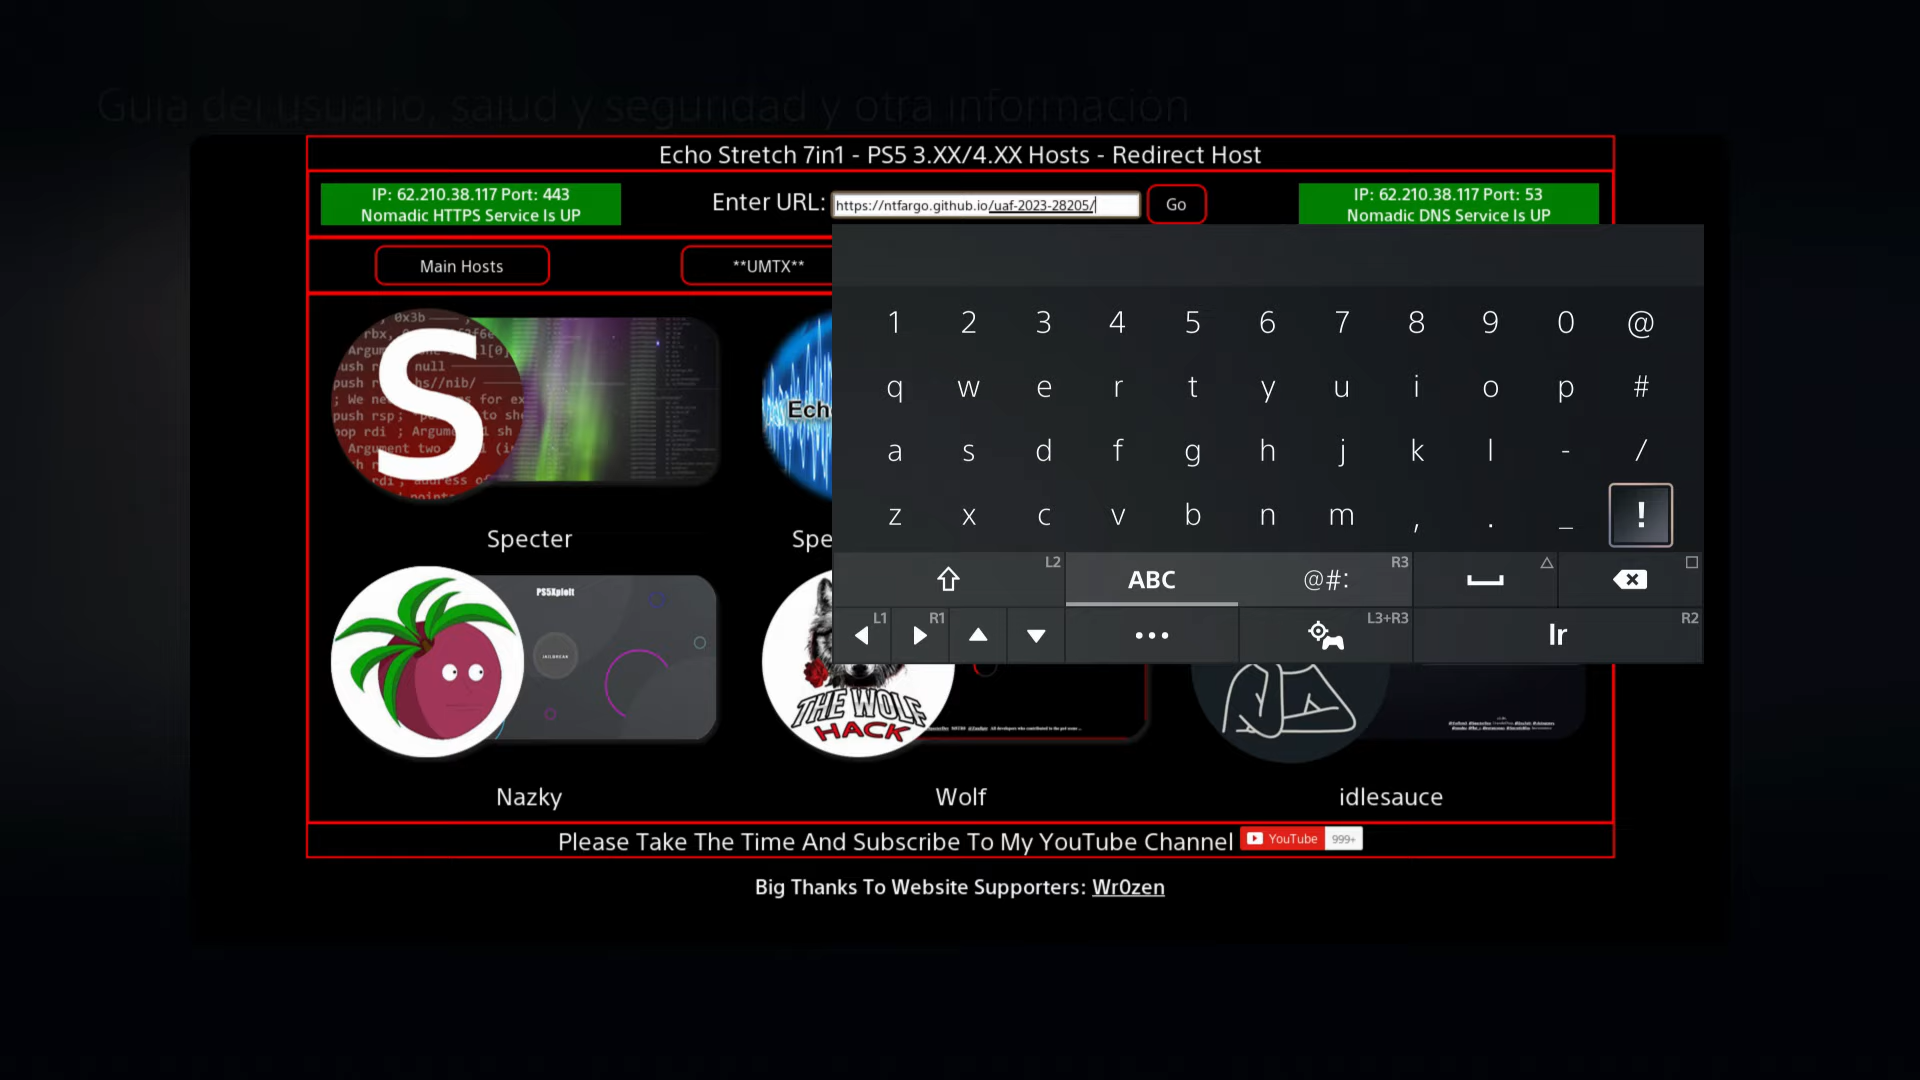 Guía del usuario, salud y seguridad y otra información
Echo Stretch 7in1 - PS5 3.XX/4.XX Hosts - Redirect Host
IP: 62.210.38.117 Port: 443
Nomadic HTTPS Service Is UP
Enter URL:
https://ntfargo.github.io/uaf-2023-28205/
Go
IP: 62.210.38.117 Port: 53
Nomadic DNS Service Is UP
Main Hosts
**UMTX**
1 2 3 4 5 6 7 8 9 0 @
q w e r t y u i o p #
a s d f g h j k l - /
z x c v b n m , . _ !
L2
ABC
@#:
R3
L1
R1
L3+R3
Ir
R2
S
Specter
Spe
Echo
PS5Xploit
JAILBREAK
THE WOLF
HACK
Nazky
Wolf
idlesauce
Please Take The Time And Subscribe To My YouTube Channel
YouTube
999+
Big Thanks To Website Supporters: Wr0zen